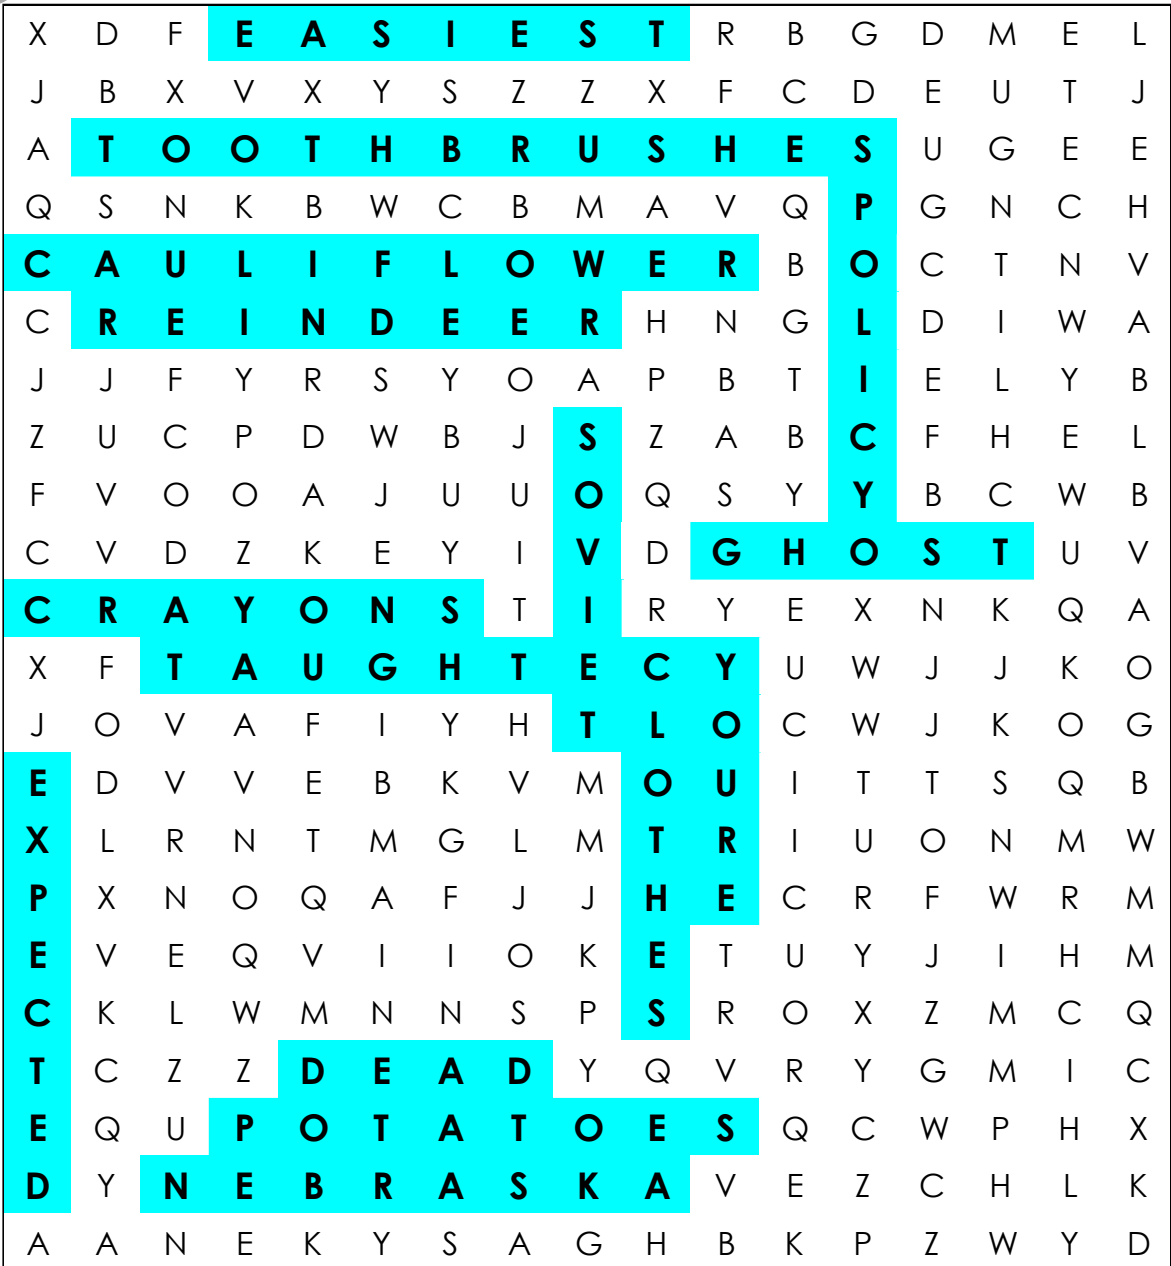 X D F E A S I E S T R B G D M E L
J B X V X Y S Z Z X F C D E U T J
A T O O T H B R U S H E S U G E E
Q S N K B W C B M A V Q P G N C H
C A U L I F L O W E R B O C T N V
C R E I N D E E R H N G L D I W A
J J F Y R S Y O A P B T I E L Y B
Z U C P D W B J S Z A B C F H E L
F V O O A J U U O Q S Y Y B C W B
C V D Z K E Y I V D G H O S T U V
C R A Y O N S T I R Y E X N K Q A
X F T A U G H T E C Y U W J J K O
J O V A F I Y H T L O C W J K O G
E D V V E B K V M O U I T T S Q B
X L R N T M G L M T R I U O N M W
P X N O Q A F J J H E C R F W R M
E V E Q V I I O K E T U Y J I H M
C K L W M N N S P S R O X Z M C Q
T C Z Z D E A D Y Q V R Y G M I C
E Q U P O T A T O E S Q C W P H X
D Y N E B R A S K A V E Z C H L K
A A N E K Y S A G H B K P Z W Y D